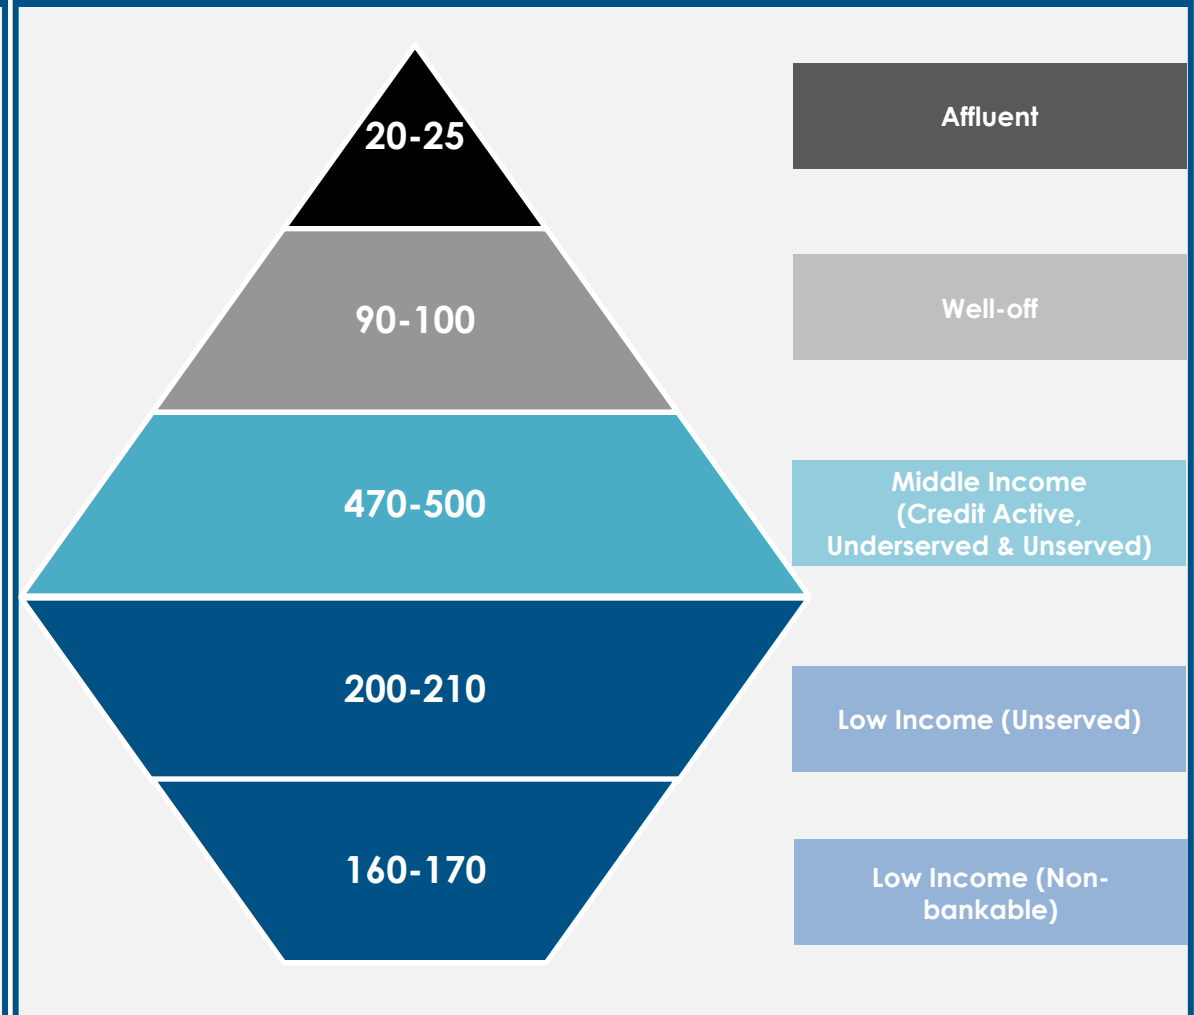 20-25
Affluent
90-100
Well-off
470-500
Middle Income
(Credit Active,
Underserved & Unserved)
200-210
Low Income (Unserved)
160-170
Low Income (Non-
bankable)